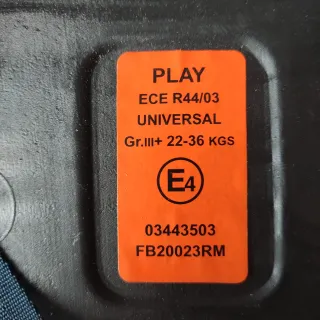 PLAY
ECE R44/03
UNIVERSAL
Gr.III+ 22-36 KGS
E4
03443503
FB20023RM